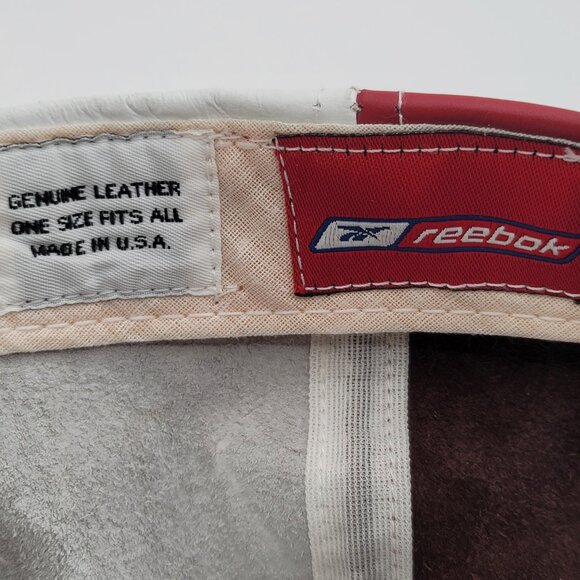 GENUINE LEATHER
ONE SIZE FITS ALL
MADE IN U.S.A.
reebok